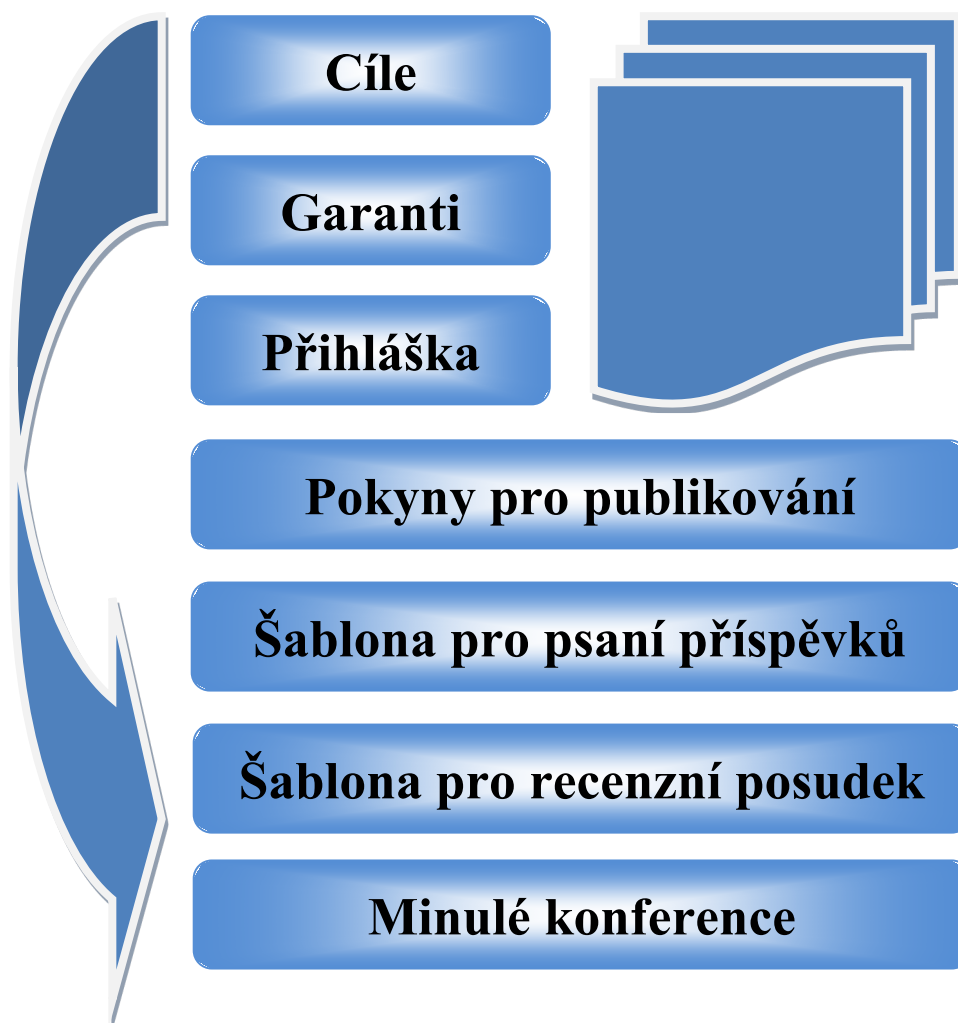 Cíle
Garanti
Přihláška
Pokyny pro publikování
Šablona pro psaní příspěvků
Šablona pro recenzní posudek
Minulé konference